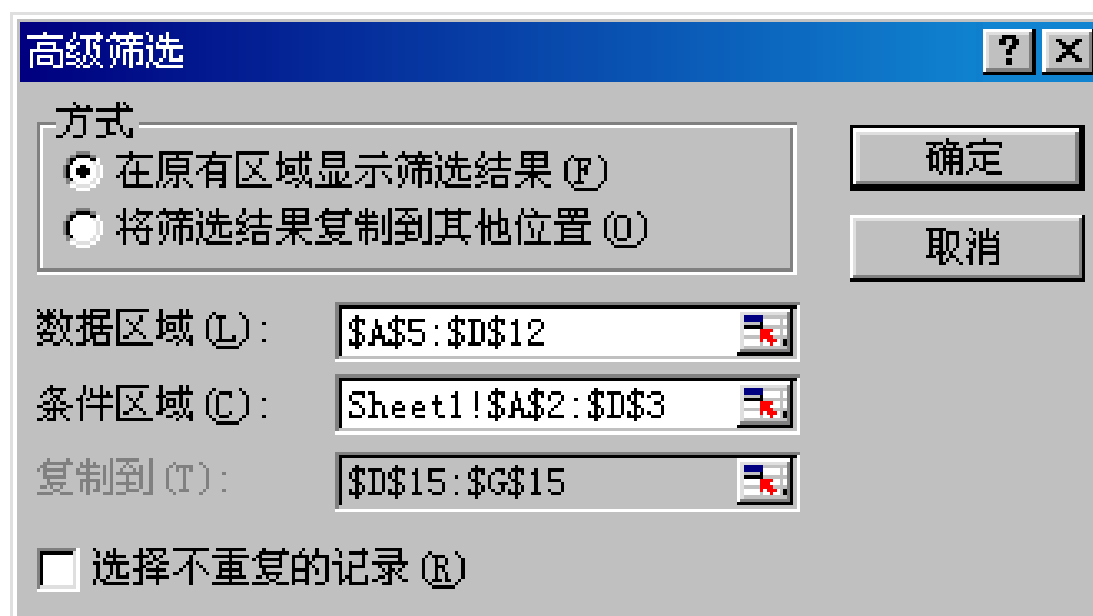 高级筛选
方式
在原有区域显示筛选结果(F)
将筛选结果复制到其他位置(O)
确定
取消
数据区域(L): $A$5:$D$12
条件区域(C): Sheet1!$A$2:$D$3
复制到(T): $D$15:$G$15
选择不重复的记录(R)